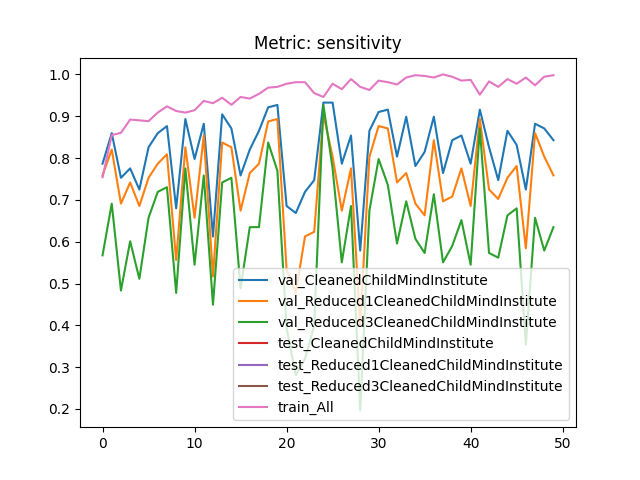 Metric: sensitivity
1.0
0.9
0.8
0.7
0.6
0.5
0.4
0.3
0.2
val_CleanedChildMindInstitute
val_Reduced1CleanedChildMindInstitute
val_Reduced3CleanedChildMindInstitute
test_CleanedChildMindInstitute
test_Reduced1CleanedChildMindInstitute
test_Reduced3CleanedChildMindInstitute
train_All
0 10 20 30 40 50